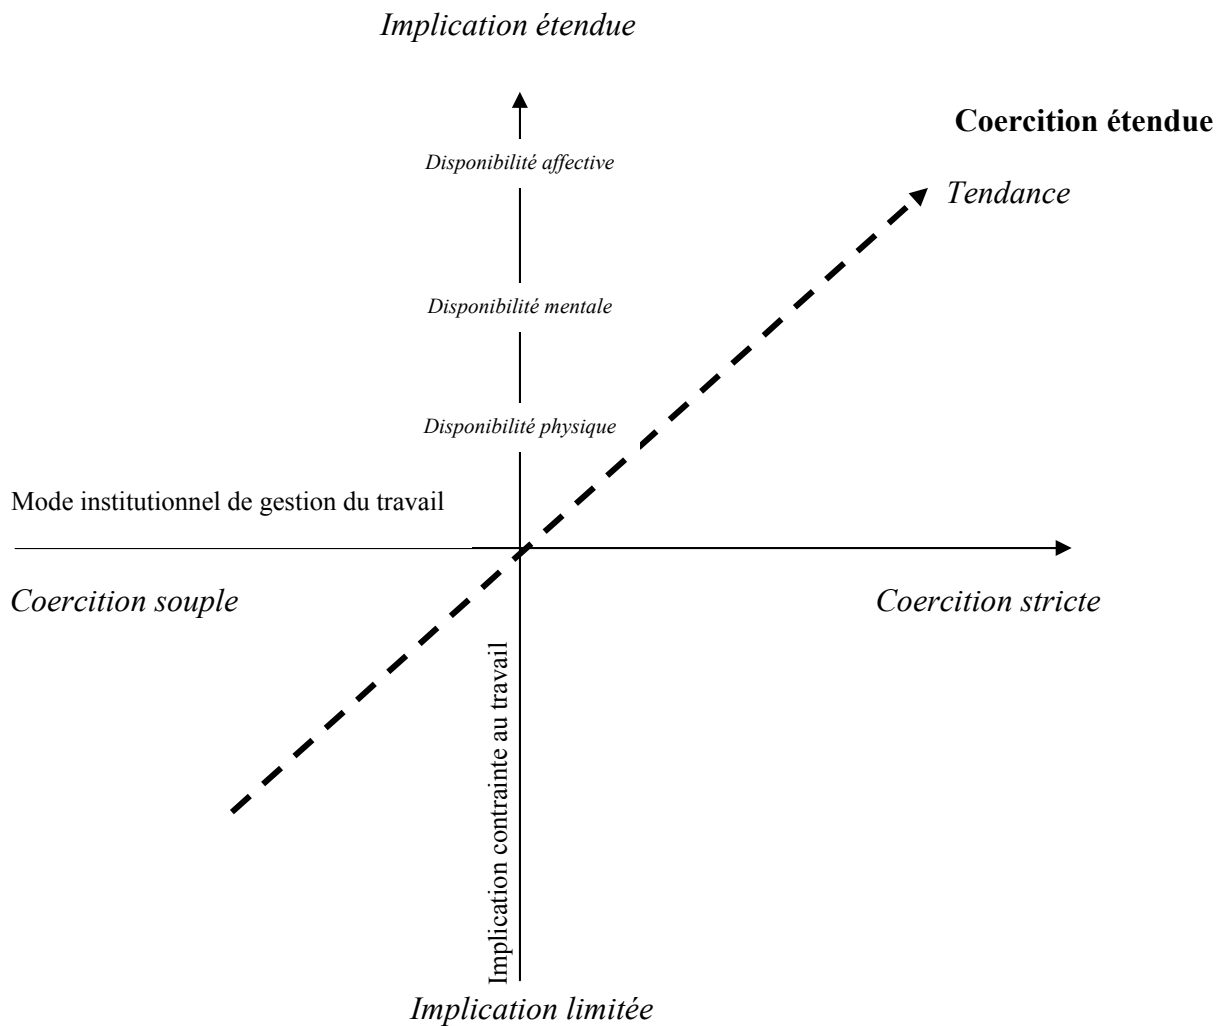 Implication étendue
Coercition étendue
Disponibilité affective
Tendance
Disponibilité mentale
Disponibilité physique
Mode institutionnel de gestion du travail
Coercition souple
Coercition stricte
Implication contrainte au travail
Implication limitée